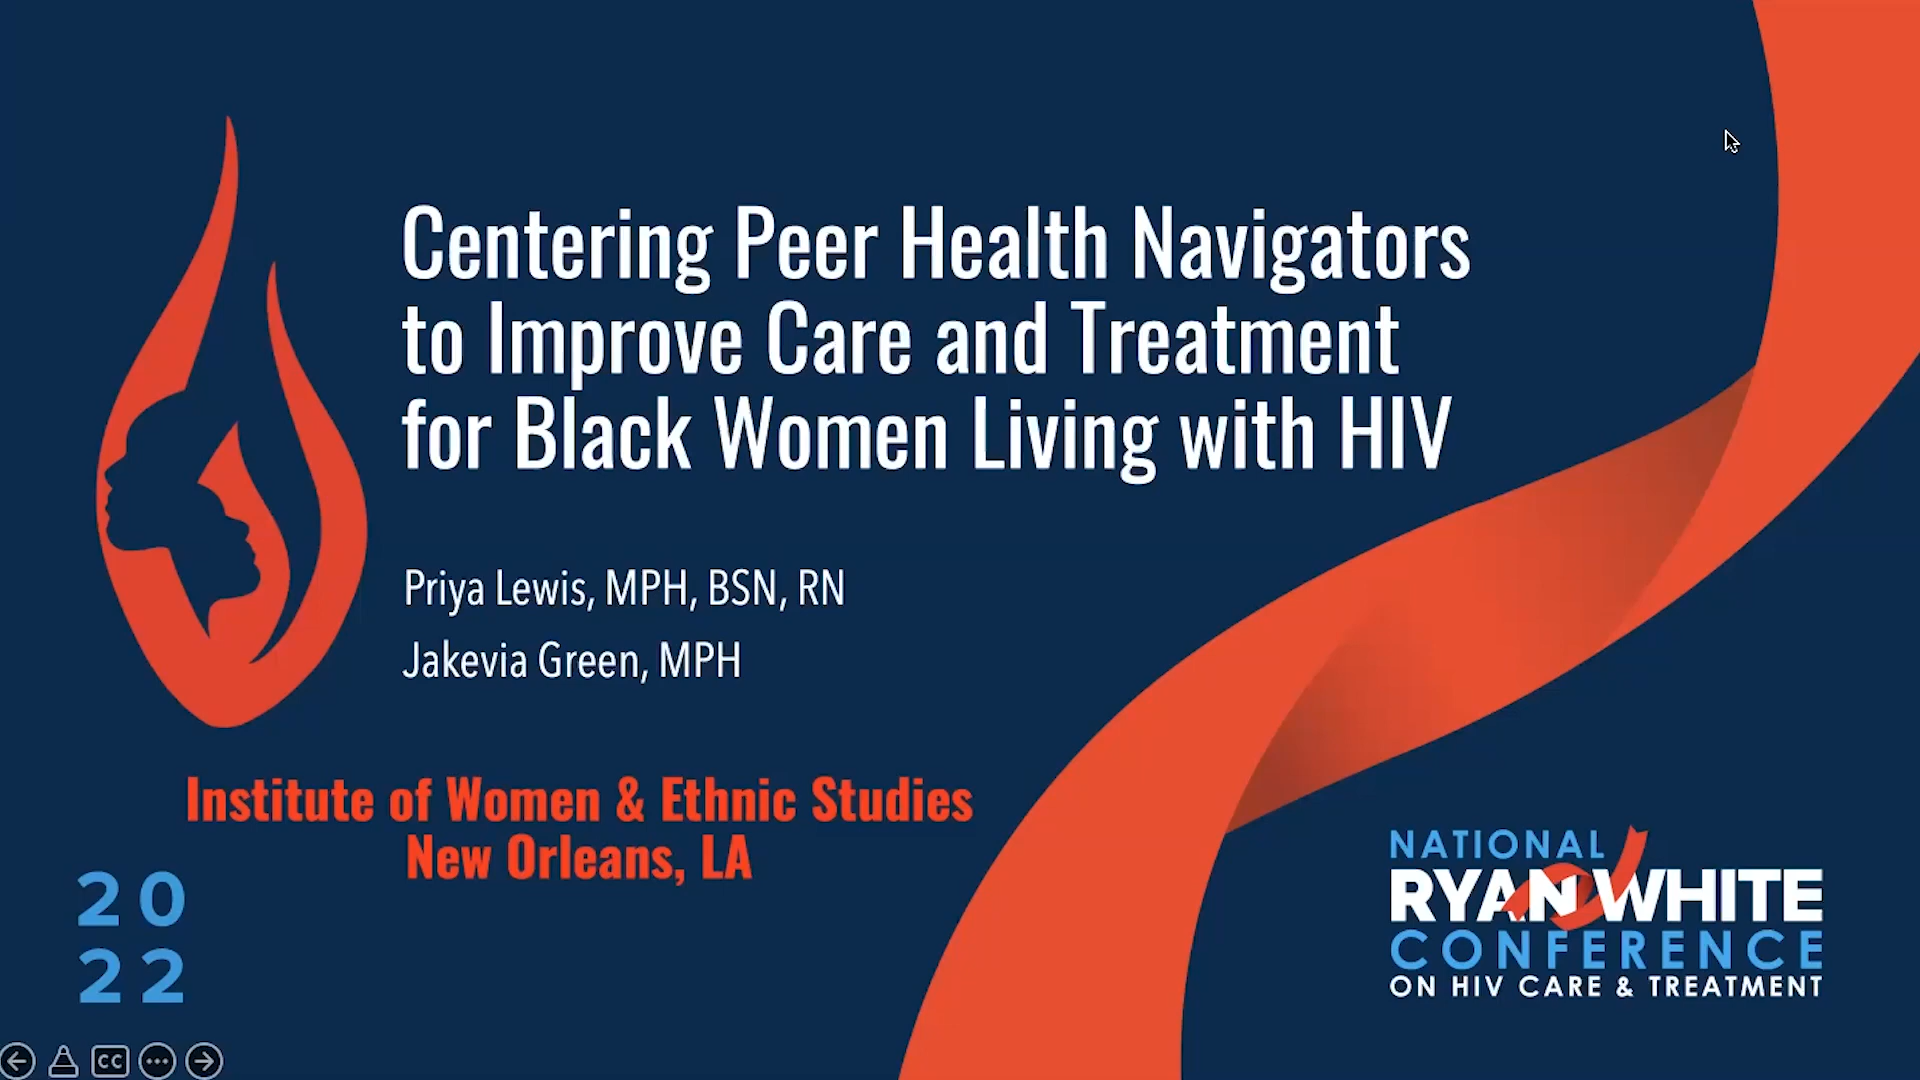 Centering Peer Health Navigators
to Improve Care and Treatment
for Black Women Living with HIV
Priya Lewis, MPH, BSN, RN
Jakevia Green, MPH
Institute of Women & Ethnic Studies
New Orleans, LA
20
22
NATIONAL
RYAN WHITE
CONFERENCE
ON HIV CARE & TREATMENT
CC